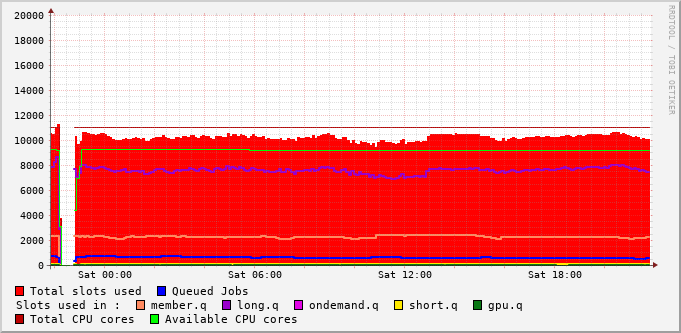 20000
18000
16000
14000
12000
10000
8000
6000
4000
2000
0
Sat 00:00 Sat 06:00 Sat 12:00 Sat 18:00
Total slots used Queued Jobs
Slots used in : member.q long.q ondemand.q short.q gpu.q
Total CPU cores Available CPU cores
RRDTOOL / TOBI OETIKER